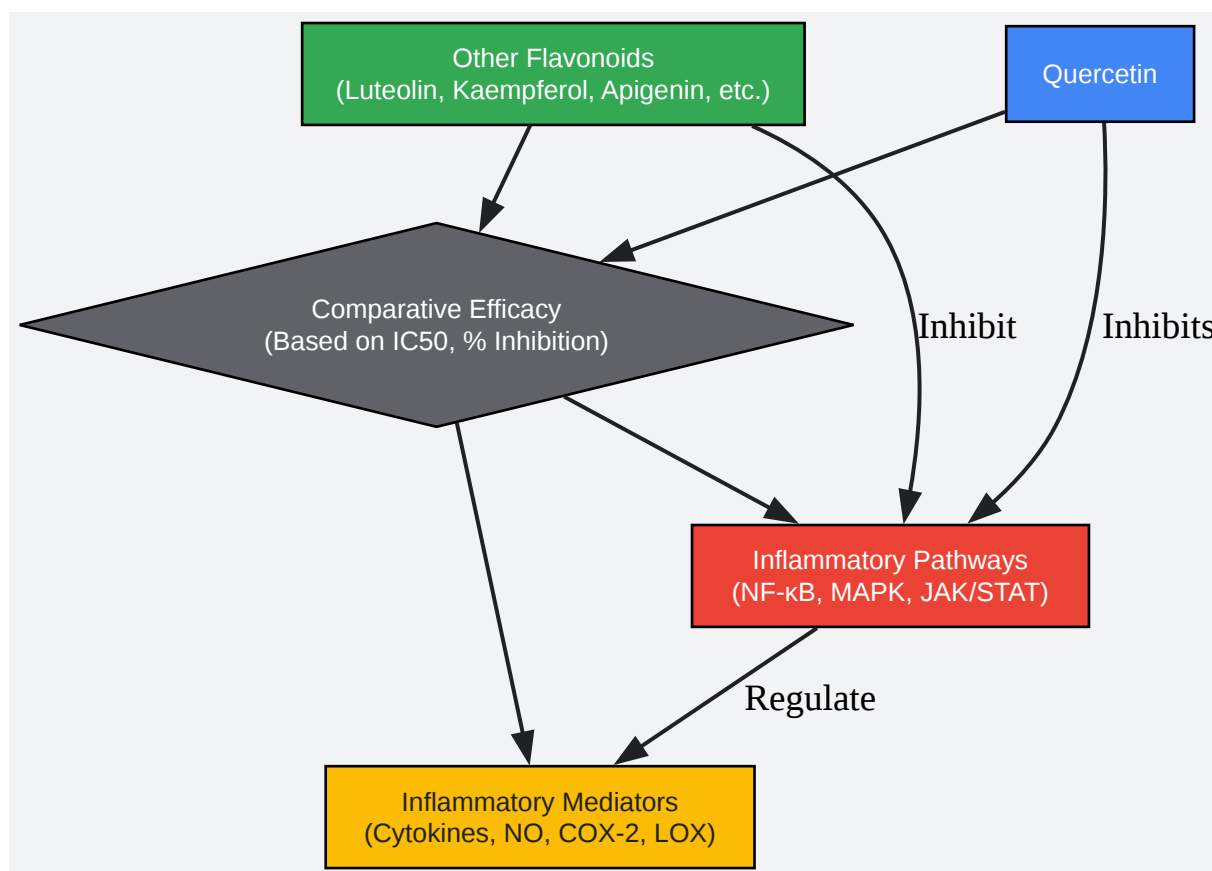 Other Flavonoids
(Luteolin, Kaempferol, Apigenin, etc.)
Quercetin
Comparative Efficacy
(Based on IC50, % Inhibition)
Inhibit
Inhibits
Inflammatory Pathways
(NF-κB, MAPK, JAK/STAT)
Regulate
Inflammatory Mediators
(Cytokines, NO, COX-2, LOX)